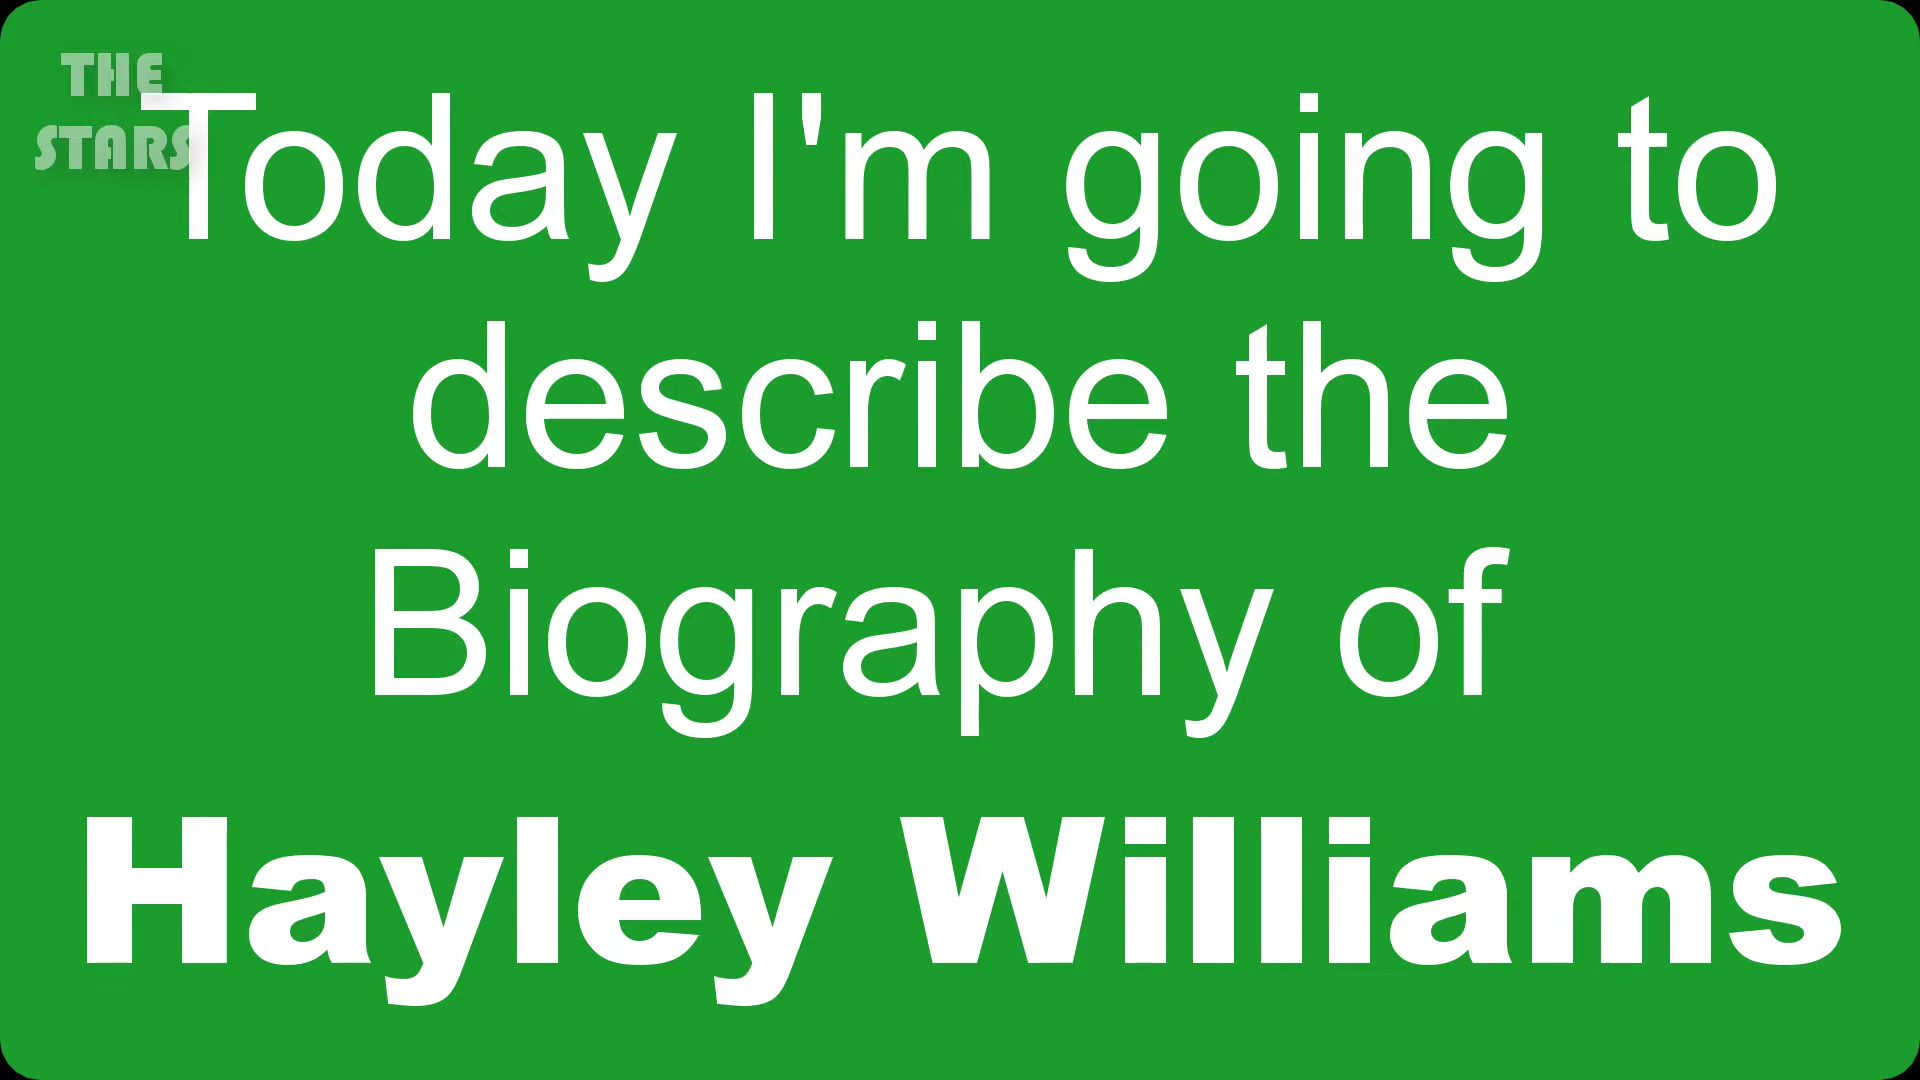 THE
STARS
Today I'm going to
describe the
Biography of
Hayley Williams